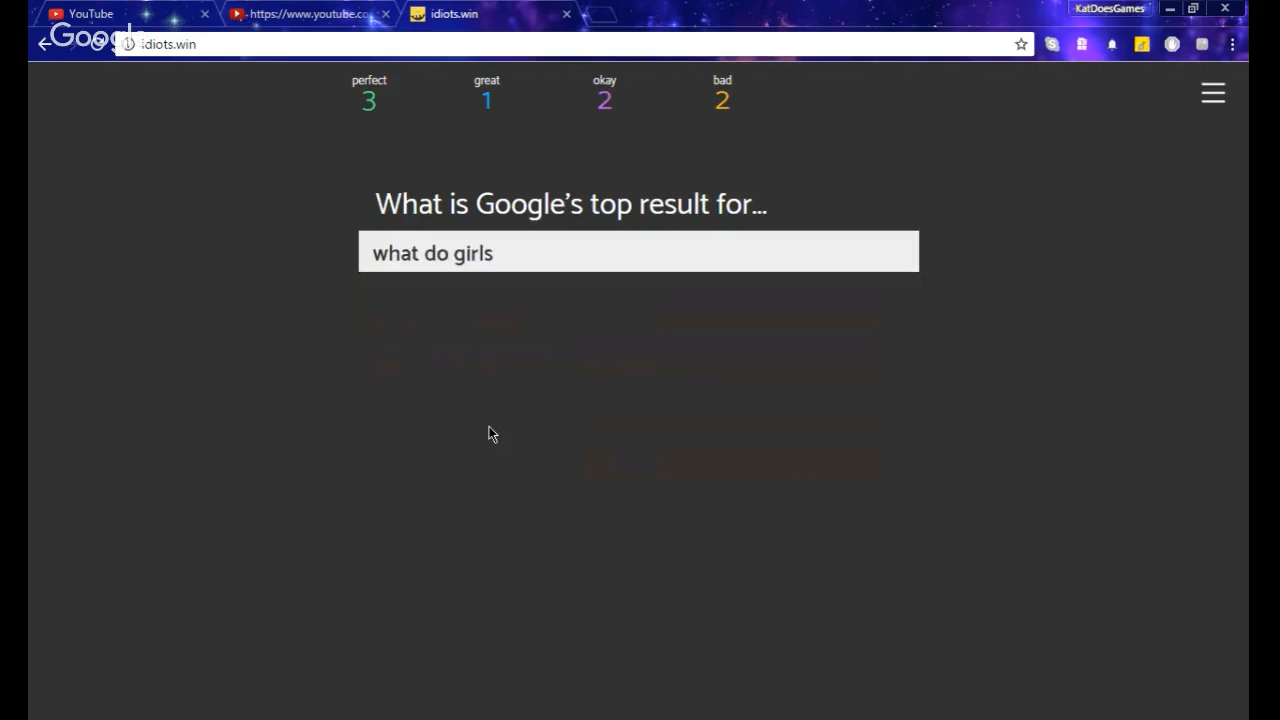 YouTube
https://www.youtube.co
idiots.win
KatDoesGames
Google
idiots.win
perfect
great
okay
bad
3
1
2
2
What is Google's top result for...
what do girls